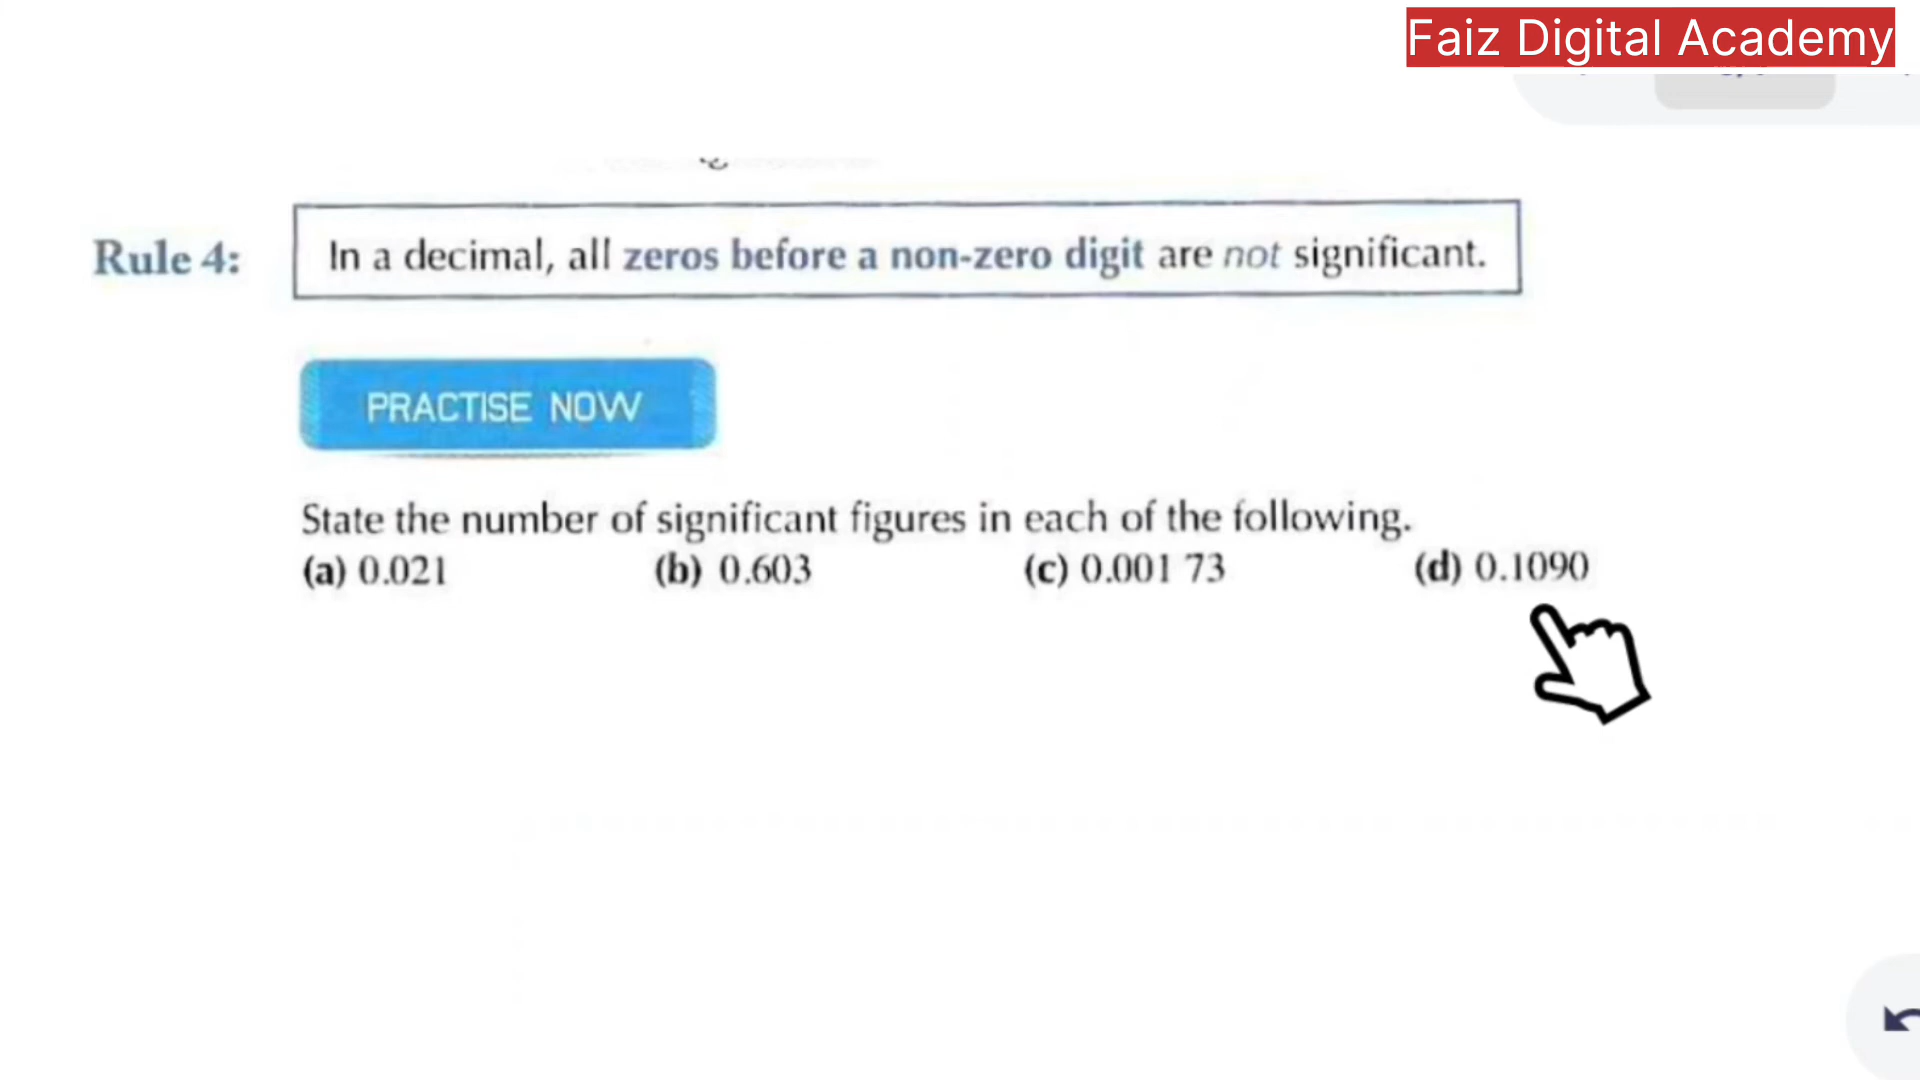 Faiz Digital Academy
Rule 4: In a decimal, all zeros before a non-zero digit are not significant.
PRACTISE NOW
State the number of significant figures in each of the following.
(a) 0.021 (b) 0.603 (c) 0.001 73 (d) 0.1090